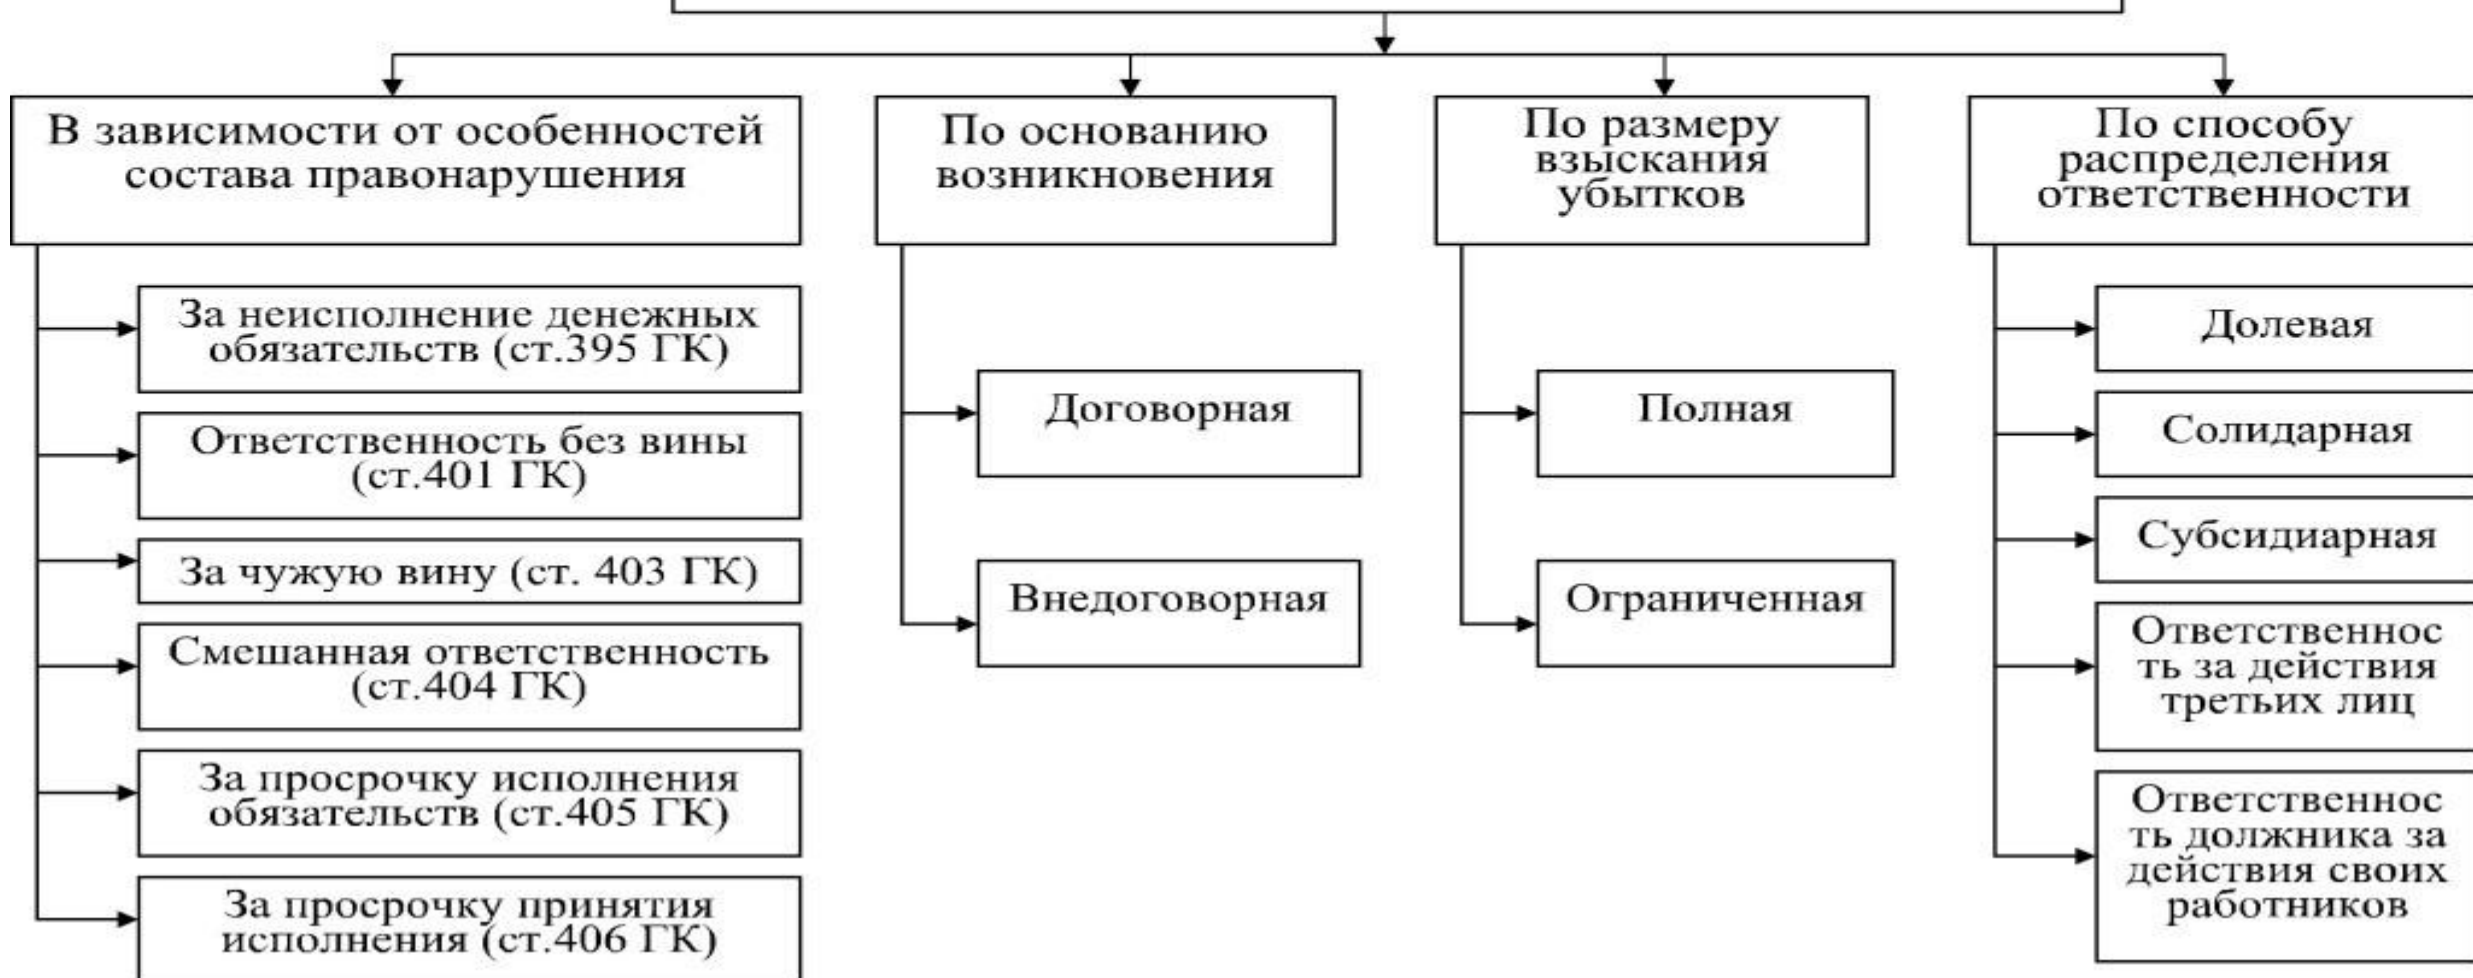 В зависимости от особенностей
состава правонарушения
За неисполнение денежных
обязательств (ст.395 ГК)
Ответственность без вины
(ст.401 ГК)
За чужую вину (ст. 403 ГК)
Смешанная ответственность
(ст.404 ГК)
За просрочку исполнения
обязательств (ст.405 ГК)
За просрочку принятия
исполнения (ст.406 ГК)
По основанию
возникновения
Договорная
Внедоговорная
По размеру
взыскания
убытков
Полная
Ограниченная
По способу
распределения
ответственности
Долевая
Солидарная
Субсидиарная
Ответственнос
ть за действия
третьих лиц
Ответственнос
ть должника за
действия своих
работников